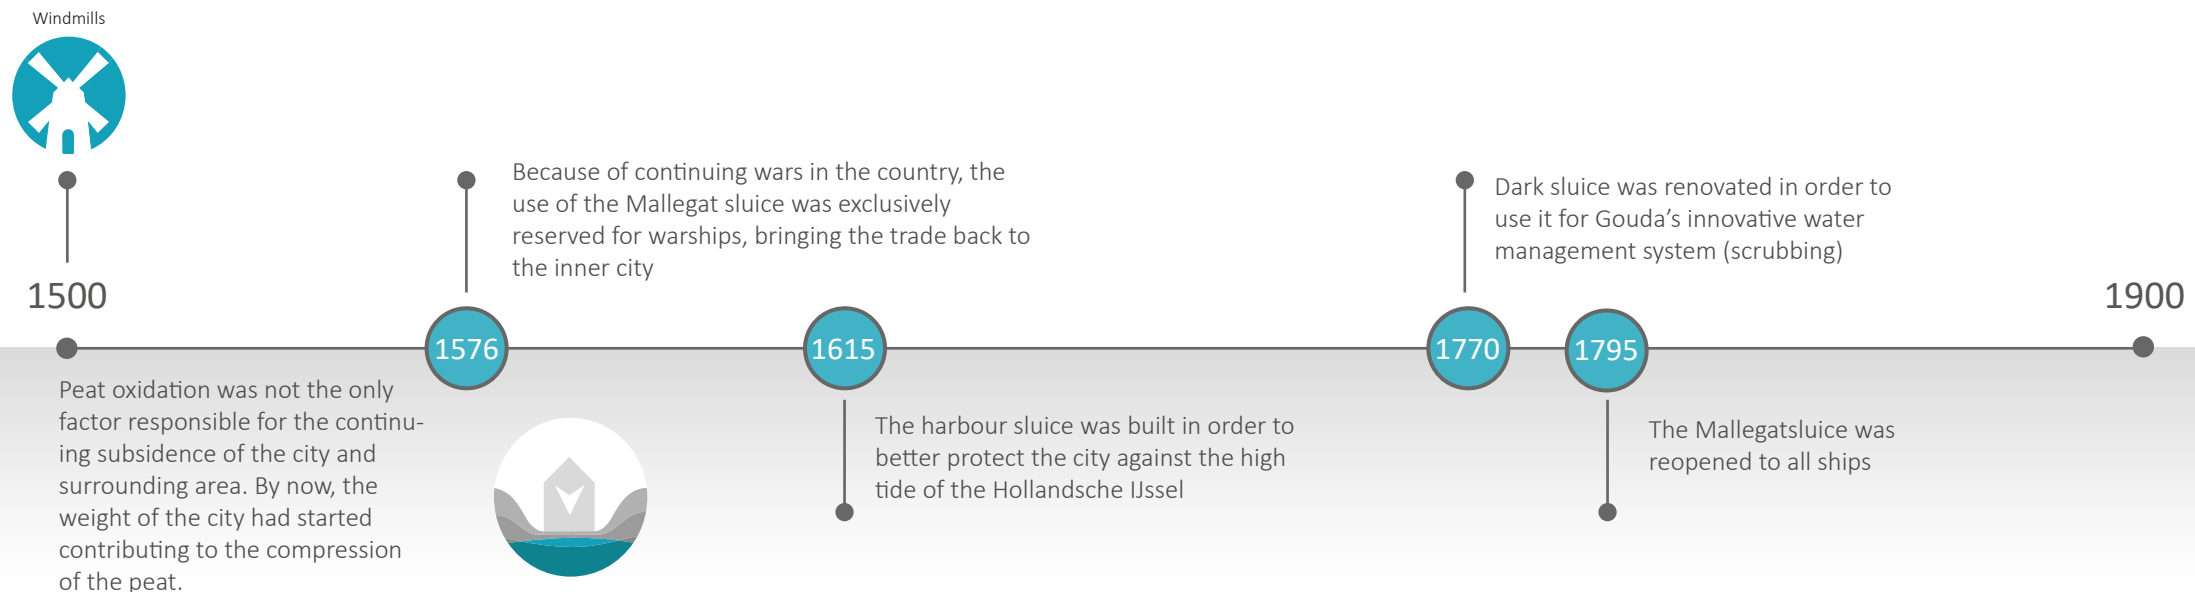 Windmills
1500
Peat oxidation was not the only
factor responsible for the continu-
ing subsidence of the city and
surrounding area. By now, the
weight of the city had started
contributing to the compression
of the peat.
1576
Because of continuing wars in the country, the
use of the Mallegat sluice was exclusively
reserved for warships, bringing the trade back to
the inner city
1615
The harbour sluice was built in order to
better protect the city against the high
tide of the Hollandsche IJssel
1770
Dark sluice was renovated in order to
use it for Gouda’s innovative water
management system (scrubbing)
1795
The Mallegatsluice was
reopened to all ships
1900